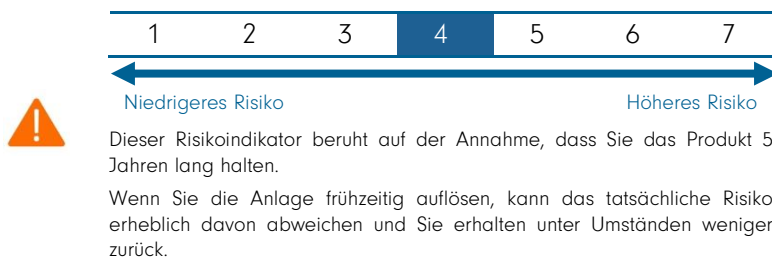 1 2 3 4 5 6 7
Niedrigeres Risiko Höheres Risiko
Dieser Risikoindikator beruht auf der Annahme, dass Sie das Produkt 5
Jahren lang halten.
Wenn Sie die Anlage frühzeitig auflösen, kann das tatsächliche Risiko
erheblich davon abweichen und Sie erhalten unter Umständen weniger
zurück.